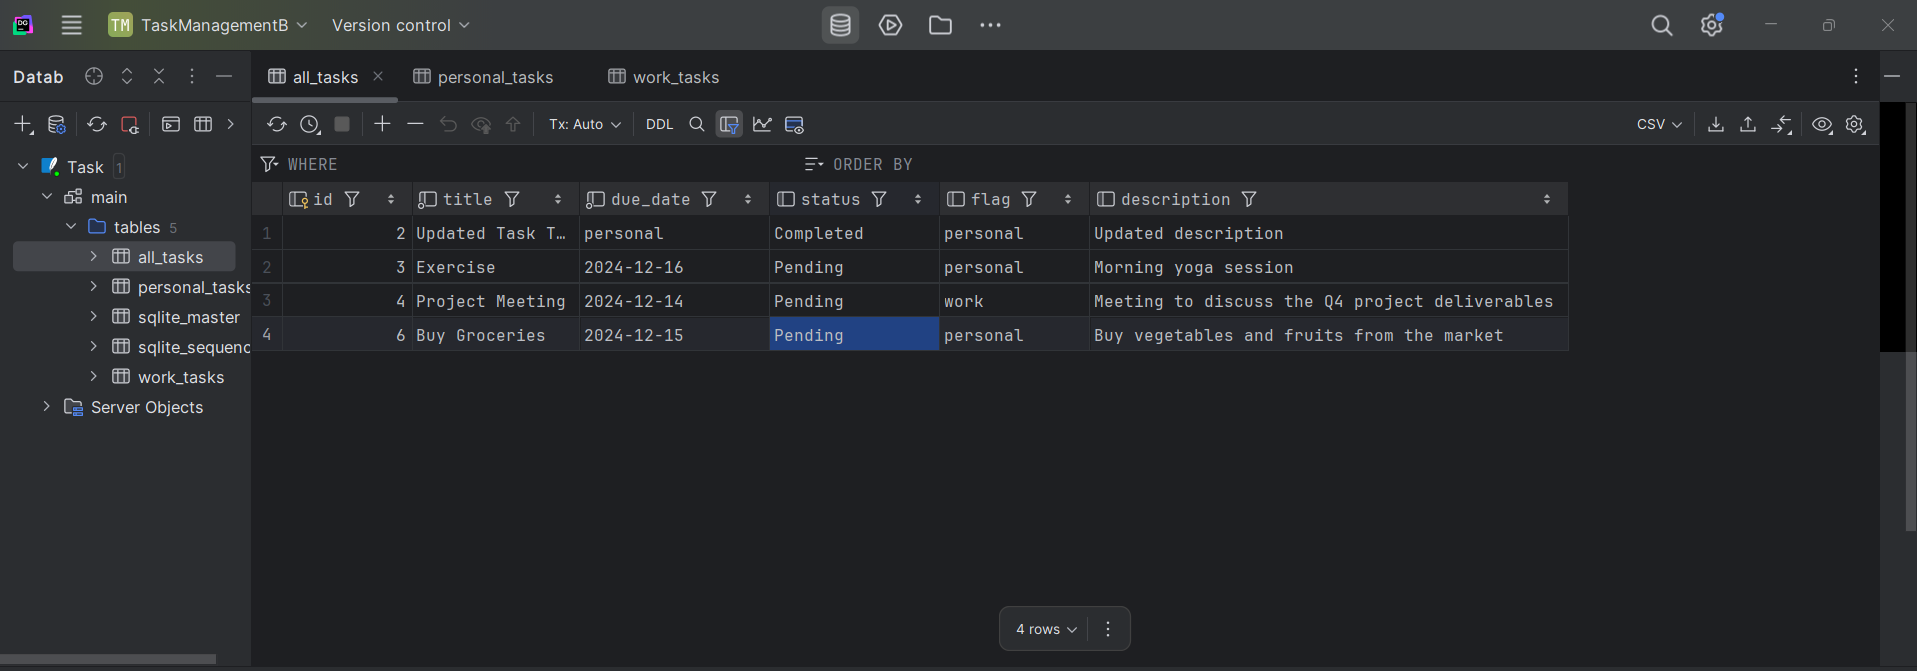 TM TaskManagementB Version control
Datab
all_tasks personal_tasks work_tasks
Tx: Auto DDL CSV
WHERE ORDER BY
Task 1
main
tables 5
all_tasks
personal_tasks
sqlite_master
sqlite_sequenc
work_tasks
Server Objects
id title due_date status flag description
1 2 Updated Task T… personal Completed personal Updated description
2 3 Exercise 2024-12-16 Pending personal Morning yoga session
3 4 Project Meeting 2024-12-14 Pending work Meeting to discuss the Q4 project deliverables
4 6 Buy Groceries 2024-12-15 Pending personal Buy vegetables and fruits from the market
4 rows